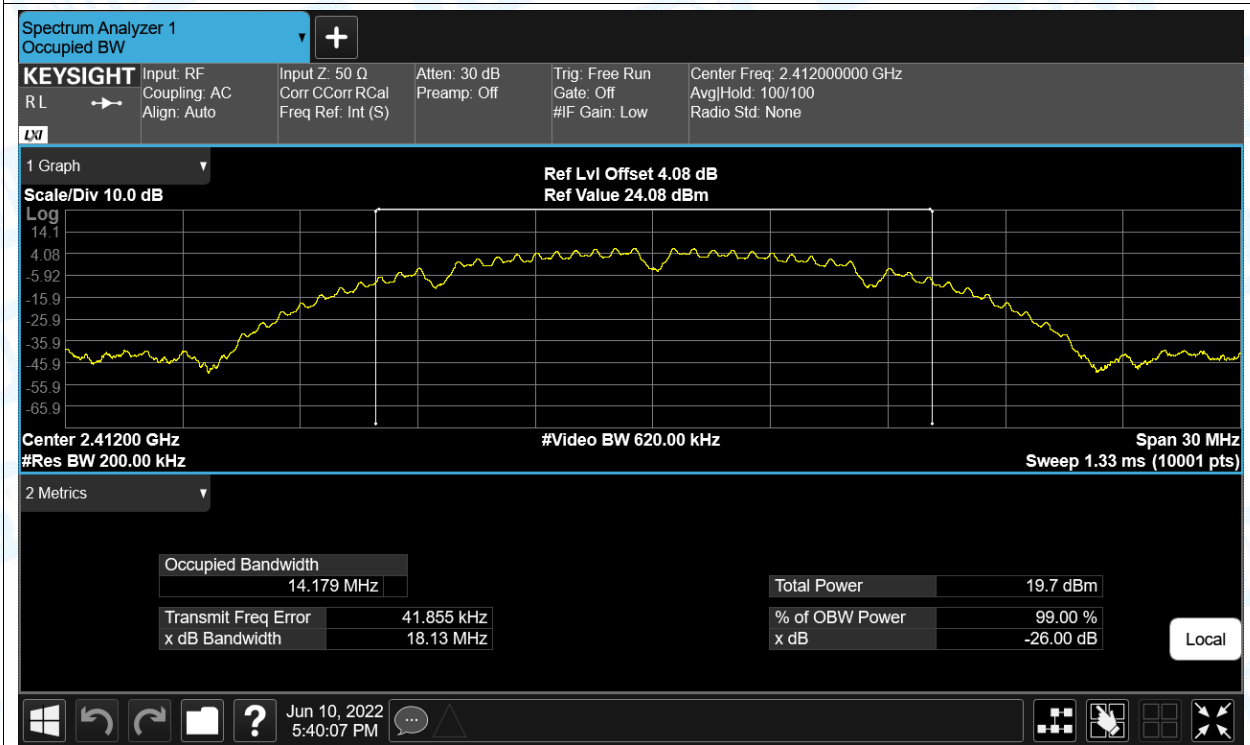 Spectrum Analyzer 1
Occupied BW
KEYSIGHT
R L
LXI
Input: RF
Coupling: AC
Align: Auto
Input Z: 50 Ω
Corr CCorr RCal
Freq Ref: Int (S)
Atten: 30 dB
Preamp: Off
Trig: Free Run
Gate: Off
#IF Gain: Low
Center Freq: 2.412000000 GHz
Avg|Hold: 100/100
Radio Std: None
1 Graph
Scale/Div 10.0 dB
Ref Lvl Offset 4.08 dB
Ref Value 24.08 dBm
Log
14.1
4.08
-5.92
-15.9
-25.9
-35.9
-45.9
-55.9
-65.9
Center 2.41200 GHz
#Video BW 620.00 kHz
Span 30 MHz
#Res BW 200.00 kHz
Sweep 1.33 ms (10001 pts)
2 Metrics
Occupied Bandwidth
14.179 MHz
Total Power 19.7 dBm
Transmit Freq Error 41.855 kHz
% of OBW Power 99.00 %
x dB Bandwidth 18.13 MHz
x dB -26.00 dB
Local
?
Jun 10, 2022
5:40:07 PM